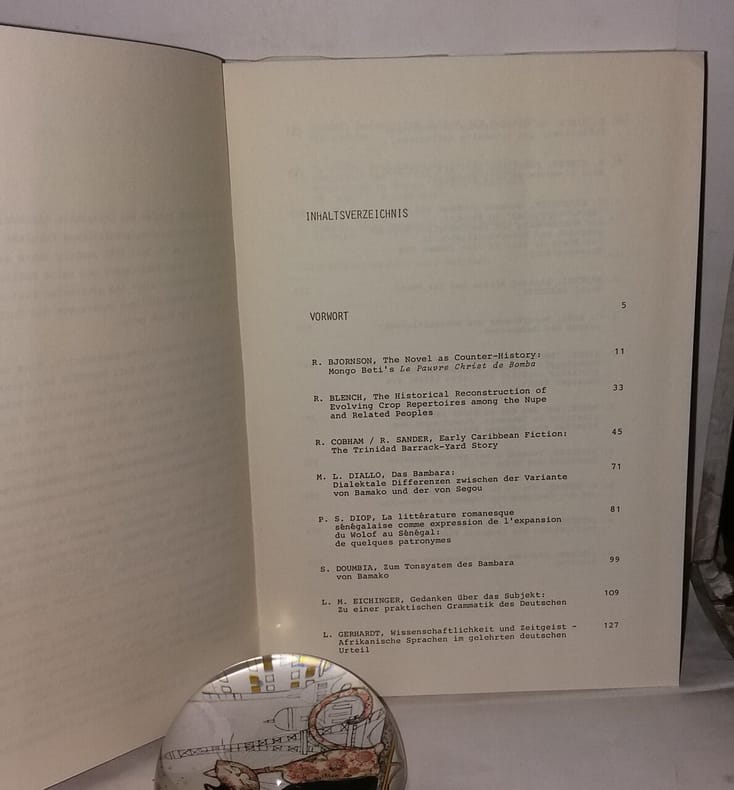 INHALTSVERZEICHNIS
VORWORT 5
R. BJORNSON, The Novel as Counter-History: 11
Mongo Beti's Le Pauvre Christ de Bomba
R. BLENCH, The Historical Reconstruction of 33
Evolving Crop Repertoires among the Nupe
and Related Peoples
R. COBHAM / R. SANDER, Early Caribbean Fiction: 45
The Trinidad Barrack-Yard Story
M. L. DIALLO, Das Bambara: 71
Dialektale Differenzen zwischen der Variante
von Bamako und der von Segou
P. S. DIOP, La littérature romanesque 81
sénégalaise comme expression de l'expansion
du Wolof au Sénégal:
de quelques patronymes
S. DOUMBIA, Zum Tonsystem des Bambara 99
von Bamako
L. M. EICHINGER, Gedanken über das Subjekt: 109
Zu einer praktischen Grammatik des Deutschen
L. GERHARDT, Wissenschaftlichkeit und Zeitgeist - 127
Afrikanische Sprachen im gelehrten deutschen
Urteil